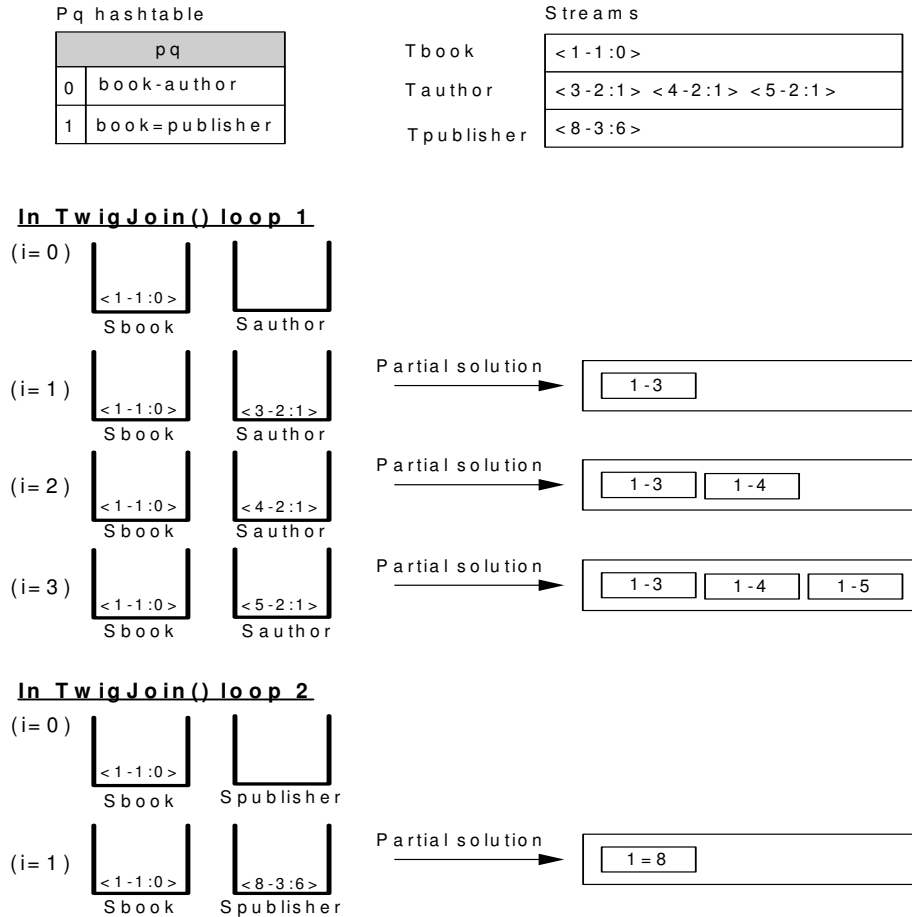 Pq hashtable
pq
0 book-author
1 book=publisher
Streams
Tbook <1-1:0>
Tauthor <3-2:1> <4-2:1> <5-2:1>
Tpublisher <8-3:6>
In TwigJoin() loop 1
(i=0)
<1-1:0>
Sbook Sauthor
(i=1)
<1-1:0> <3-2:1>
Sbook Sauthor
Partial solution
1-3
(i=2)
<1-1:0> <4-2:1>
Sbook Sauthor
Partial solution
1-3 1-4
(i=3)
<1-1:0> <5-2:1>
Sbook Sauthor
Partial solution
1-3 1-4 1-5
In TwigJoin() loop 2
(i=0)
<1-1:0>
Sbook Spublisher
(i=1)
<1-1:0> <8-3:6>
Sbook Spublisher
Partial solution
1=8